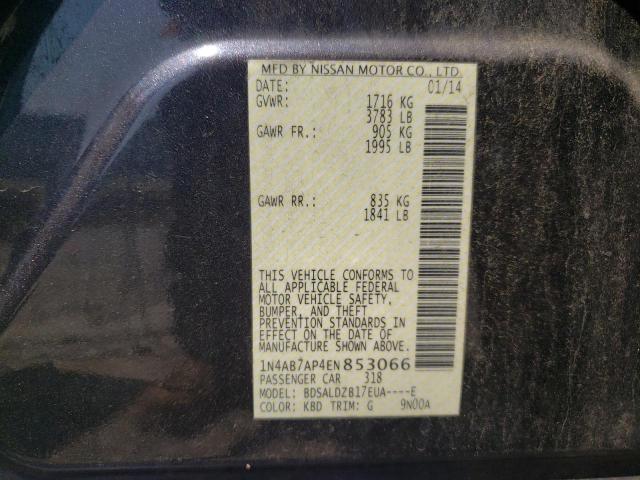 MFD BY NISSAN MOTOR CO., LTD.
DATE: 01/14
GVWR: 1716 KG
3783 LB
GAWR FR.: 905 KG
1995 LB
GAWR RR.: 835 KG
1841 LB
THIS VEHICLE CONFORMS TO
ALL APPLICABLE FEDERAL
MOTOR VEHICLE SAFETY,
BUMPER, AND THEFT
PREVENTION STANDARDS IN
EFFECT ON THE DATE OF
MANUFACTURE SHOWN ABOVE.
1N4AB7AP4EN853066
PASSENGER CAR 318
MODEL: BDSALDZB17EUA----E
COLOR: KBD TRIM: G 9N00A